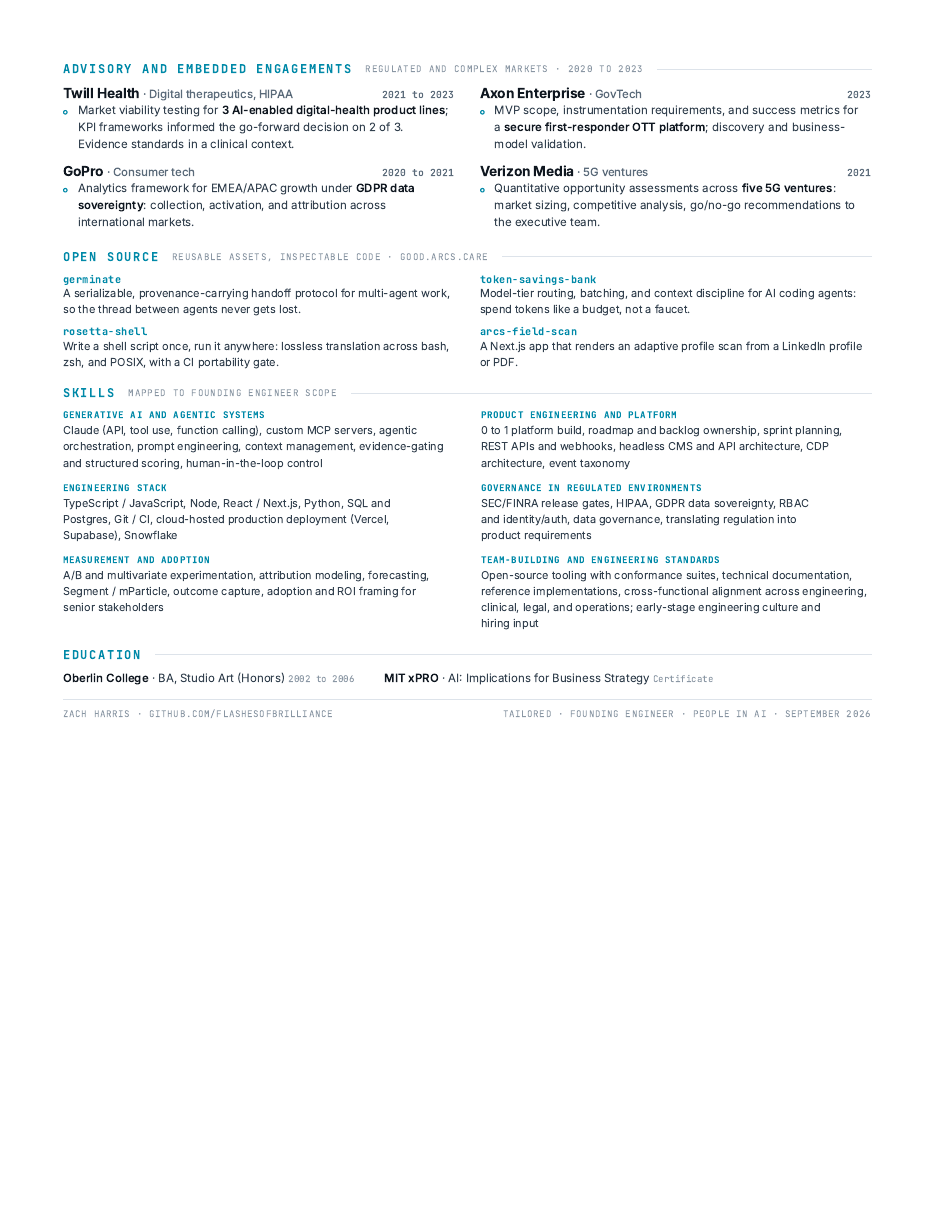 ADVISORY AND EMBEDDED ENGAGEMENTS REGULATED AND COMPLEX MARKETS · 2020 TO 2023
Twill Health · Digital therapeutics, HIPAA 2021 to 2023
Market viability testing for 3 AI-enabled digital-health product lines;
KPI frameworks informed the go-forward decision on 2 of 3.
Evidence standards in a clinical context.
Axon Enterprise · GovTech 2023
MVP scope, instrumentation requirements, and success metrics for
a secure first-responder OTT platform; discovery and business-
model validation.
GoPro · Consumer tech 2020 to 2021
Analytics framework for EMEA/APAC growth under GDPR data
sovereignty: collection, activation, and attribution across
international markets.
Verizon Media · 5G ventures 2021
Quantitative opportunity assessments across five 5G ventures:
market sizing, competitive analysis, go/no-go recommendations to
the executive team.
OPEN SOURCE REUSABLE ASSETS, INSPECTABLE CODE · GOOD.ARCS.CARE
germinate
A serializable, provenance-carrying handoff protocol for multi-agent work,
so the thread between agents never gets lost.
token-savings-bank
Model-tier routing, batching, and context discipline for AI coding agents:
spend tokens like a budget, not a faucet.
rosetta-shell
Write a shell script once, run it anywhere: lossless translation across bash,
zsh, and POSIX, with a CI portability gate.
arcs-field-scan
A Next.js app that renders an adaptive profile scan from a LinkedIn profile
or PDF.
SKILLS MAPPED TO FOUNDING ENGINEER SCOPE
GENERATIVE AI AND AGENTIC SYSTEMS
Claude (API, tool use, function calling), custom MCP servers, agentic
orchestration, prompt engineering, context management, evidence-gating
and structured scoring, human-in-the-loop control
PRODUCT ENGINEERING AND PLATFORM
0 to 1 platform build, roadmap and backlog ownership, sprint planning,
REST APIs and webhooks, headless CMS and API architecture, CDP
architecture, event taxonomy
ENGINEERING STACK
TypeScript / JavaScript, Node, React / Next.js, Python, SQL and
Postgres, Git / CI, cloud-hosted production deployment (Vercel,
Supabase), Snowflake
GOVERNANCE IN REGULATED ENVIRONMENTS
SEC/FINRA release gates, HIPAA, GDPR data sovereignty, RBAC
and identity/auth, data governance, translating regulation into
product requirements
MEASUREMENT AND ADOPTION
A/B and multivariate experimentation, attribution modeling, forecasting,
Segment / mParticle, outcome capture, adoption and ROI framing for
senior stakeholders
TEAM-BUILDING AND ENGINEERING STANDARDS
Open-source tooling with conformance suites, technical documentation,
reference implementations, cross-functional alignment across engineering,
clinical, legal, and operations; early-stage engineering culture and
hiring input
EDUCATION
Oberlin College · BA, Studio Art (Honors) 2002 to 2006 MIT xPRO · AI: Implications for Business Strategy Certificate
ZACH HARRIS · GITHUB.COM/FLASHESOFBRILLIANCE TAILORED · FOUNDING ENGINEER · PEOPLE IN AI · SEPTEMBER 2026